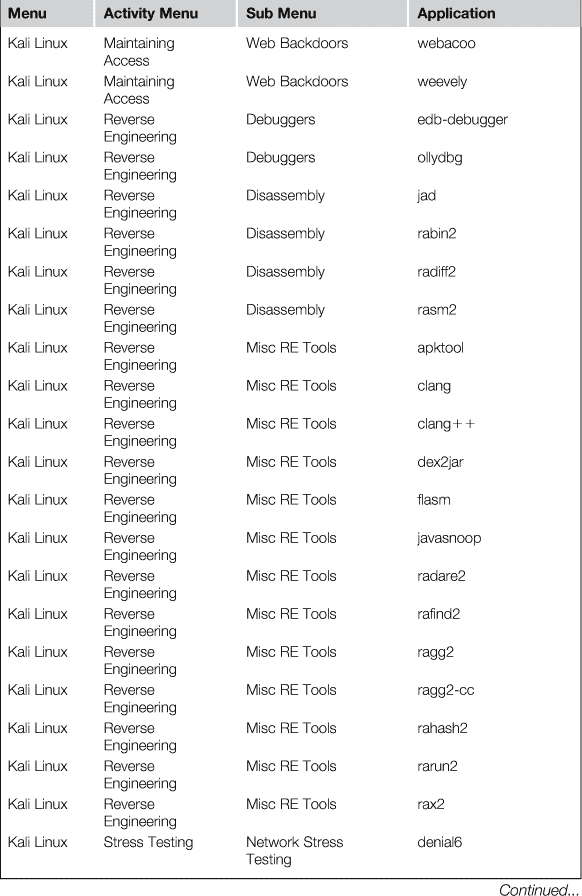 Menu Activity Menu Sub Menu Application
Kali Linux Maintaining Access Web Backdoors webacoo
Kali Linux Maintaining Access Web Backdoors weevely
Kali Linux Reverse Engineering Debuggers edb-debugger
Kali Linux Reverse Engineering Debuggers ollydbg
Kali Linux Reverse Engineering Disassembly jad
Kali Linux Reverse Engineering Disassembly rabin2
Kali Linux Reverse Engineering Disassembly radiff2
Kali Linux Reverse Engineering Disassembly rasm2
Kali Linux Reverse Engineering Misc RE Tools apktool
Kali Linux Reverse Engineering Misc RE Tools clang
Kali Linux Reverse Engineering Misc RE Tools clang++
Kali Linux Reverse Engineering Misc RE Tools dex2jar
Kali Linux Reverse Engineering Misc RE Tools flasm
Kali Linux Reverse Engineering Misc RE Tools javasnoop
Kali Linux Reverse Engineering Misc RE Tools radare2
Kali Linux Reverse Engineering Misc RE Tools rafind2
Kali Linux Reverse Engineering Misc RE Tools ragg2
Kali Linux Reverse Engineering Misc RE Tools ragg2-cc
Kali Linux Reverse Engineering Misc RE Tools rahash2
Kali Linux Reverse Engineering Misc RE Tools rarun2
Kali Linux Reverse Engineering Misc RE Tools rax2
Kali Linux Stress Testing Network Stress Testing denial6
Continued...